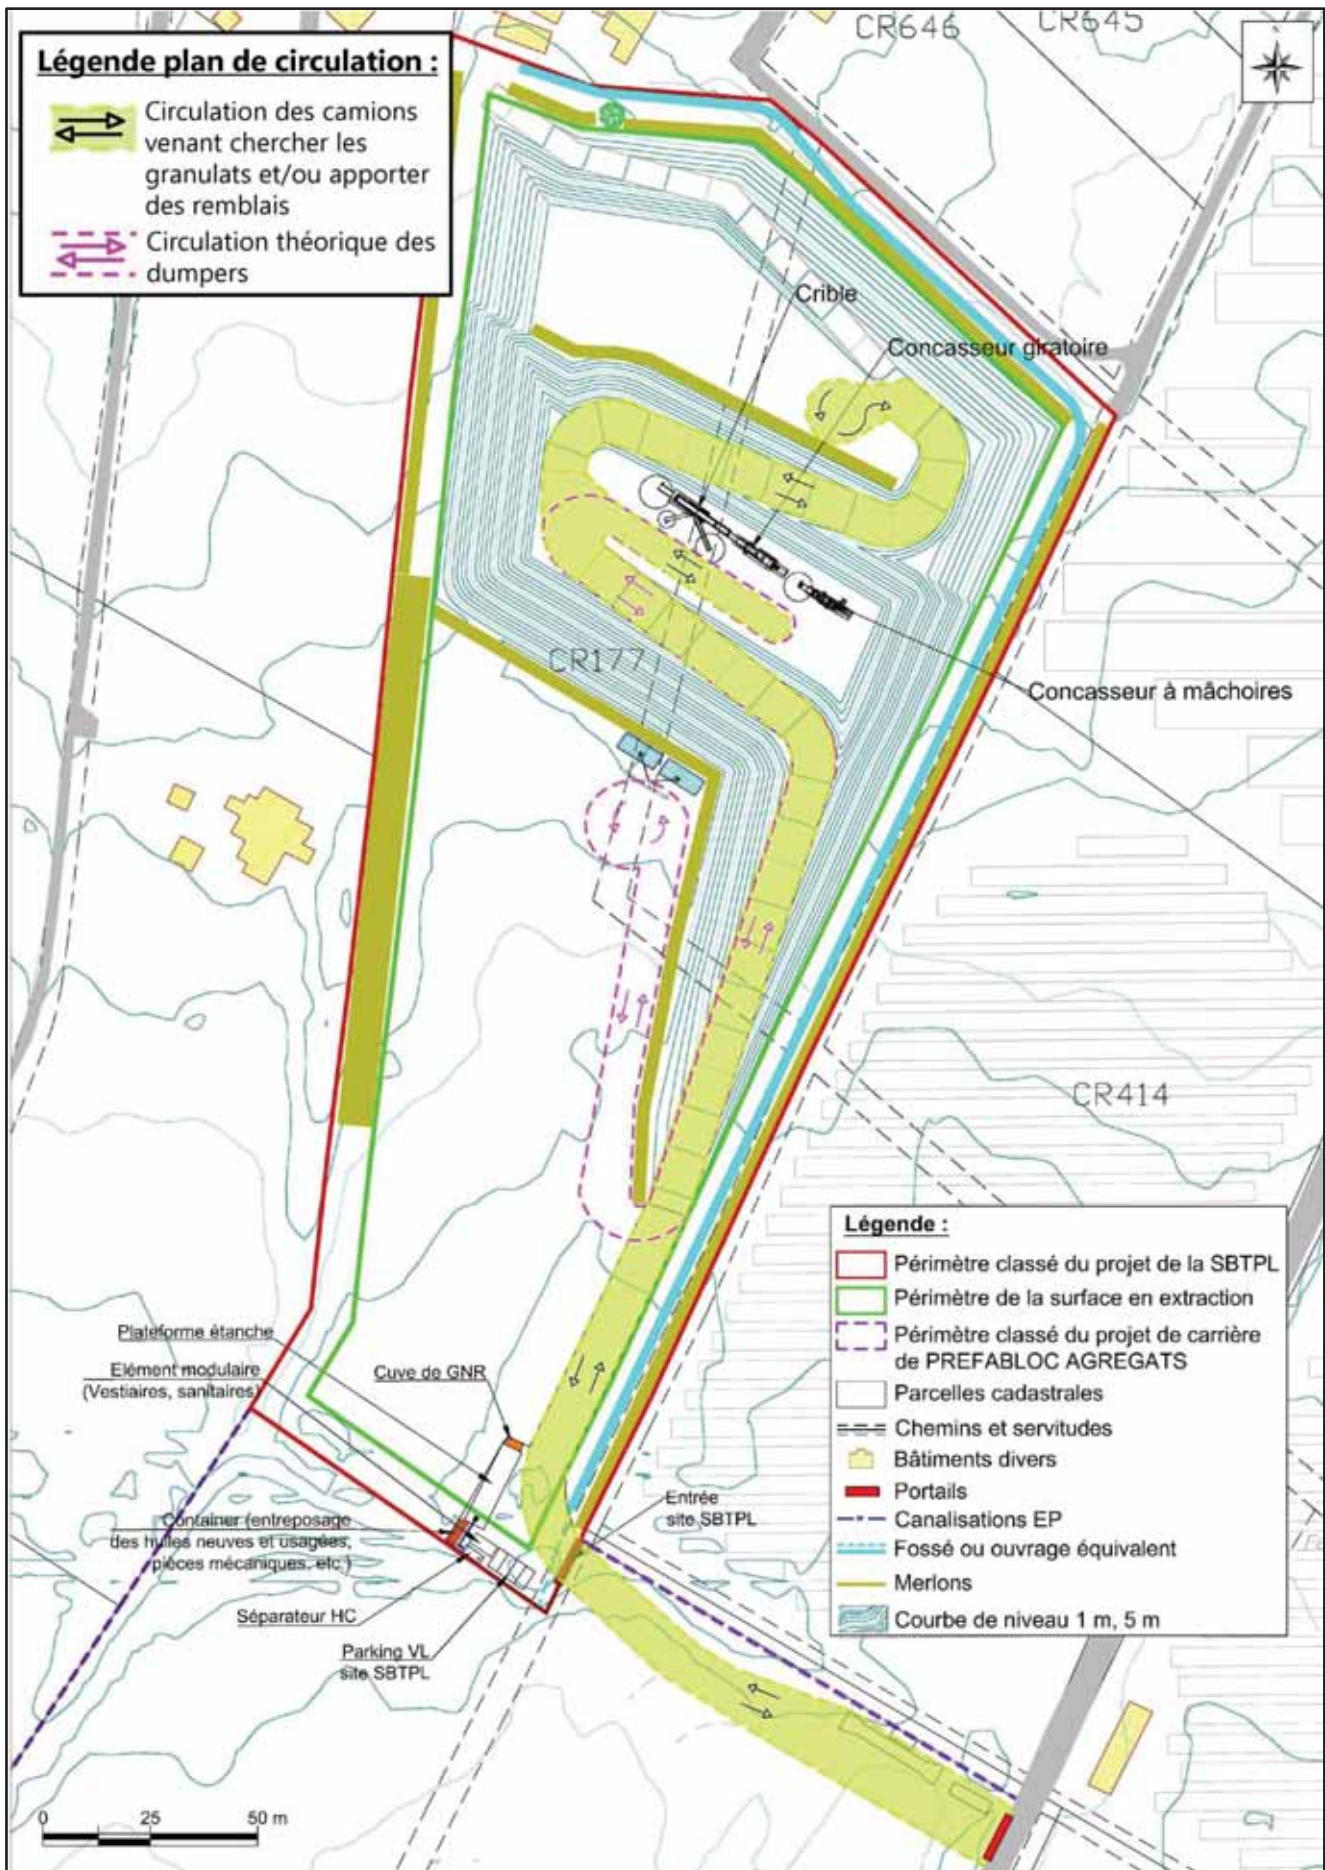 CR646
CR645
Légende plan de circulation :
Circulation des camions
venant chercher les
granulats et/ou apporter
des remblais
Circulation théorique des
dumpers
Crible
Concasseur giratoire
CR177
Concasseur à mâchoires
CR414
Légende :
Périmètre classé du projet de la SBTPL
Périmètre de la surface en extraction
Périmètre classé du projet de carrière
de PREFABLOC AGREGATS
Parcelles cadastrales
Chemins et servitudes
Bâtiments divers
Portails
Canalisations EP
Fossé ou ouvrage équivalent
Merlons
Courbe de niveau 1 m, 5 m
Plateforme étanche
Elément modulaire
(Vestiaires, sanitaires)
Cuve de GNR
Container (entreposage
des huiles neuves et usagées,
pièces mécaniques, etc.)
Entrée
site SBTPL
Séparateur HC
Parking VL
site SBTPL
0 25 50 m